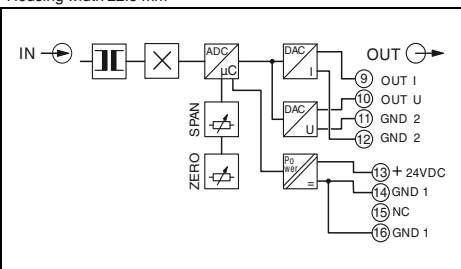 Housing width 22.5 mm
IN
ADC
µC
DAC
I
OUT
9 OUT I
10 OUT U
DAC
U
11 GND 2
12 GND 2
SPAN
ZERO
Po
wer
=
13 + 24VDC
14 GND 1
15 NC
16 GND 1